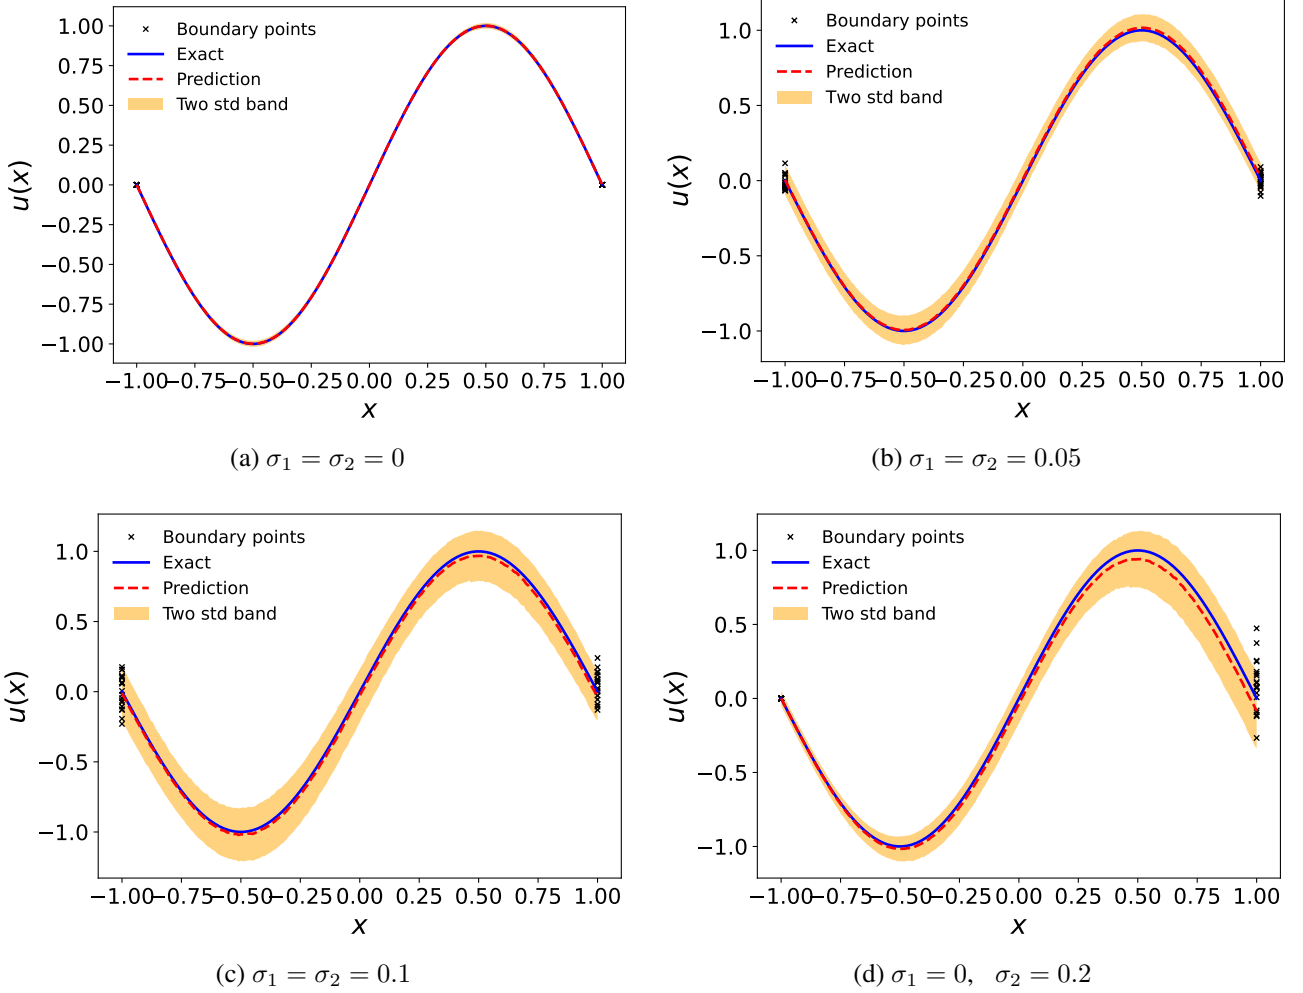 1.00
0.75
0.50
0.25
0.00
−0.25
−0.50
−0.75
−1.00
u(x)
Boundary points
Exact
Prediction
Two std band
−1.00 −0.75 −0.50 −0.25 0.00 0.25 0.50 0.75 1.00
x
(a) σ₁ = σ₂ = 0
1.0
0.5
0.0
−0.5
−1.0
u(x)
Boundary points
Exact
Prediction
Two std band
−1.00 −0.75 −0.50 −0.25 0.00 0.25 0.50 0.75 1.00
x
(b) σ₁ = σ₂ = 0.05
1.0
0.5
0.0
−0.5
−1.0
u(x)
Boundary points
Exact
Prediction
Two std band
−1.00 −0.75 −0.50 −0.25 0.00 0.25 0.50 0.75 1.00
x
(c) σ₁ = σ₂ = 0.1
1.0
0.5
0.0
−0.5
−1.0
u(x)
Boundary points
Exact
Prediction
Two std band
−1.00 −0.75 −0.50 −0.25 0.00 0.25 0.50 0.75 1.00
x
(d) σ₁ = 0, σ₂ = 0.2